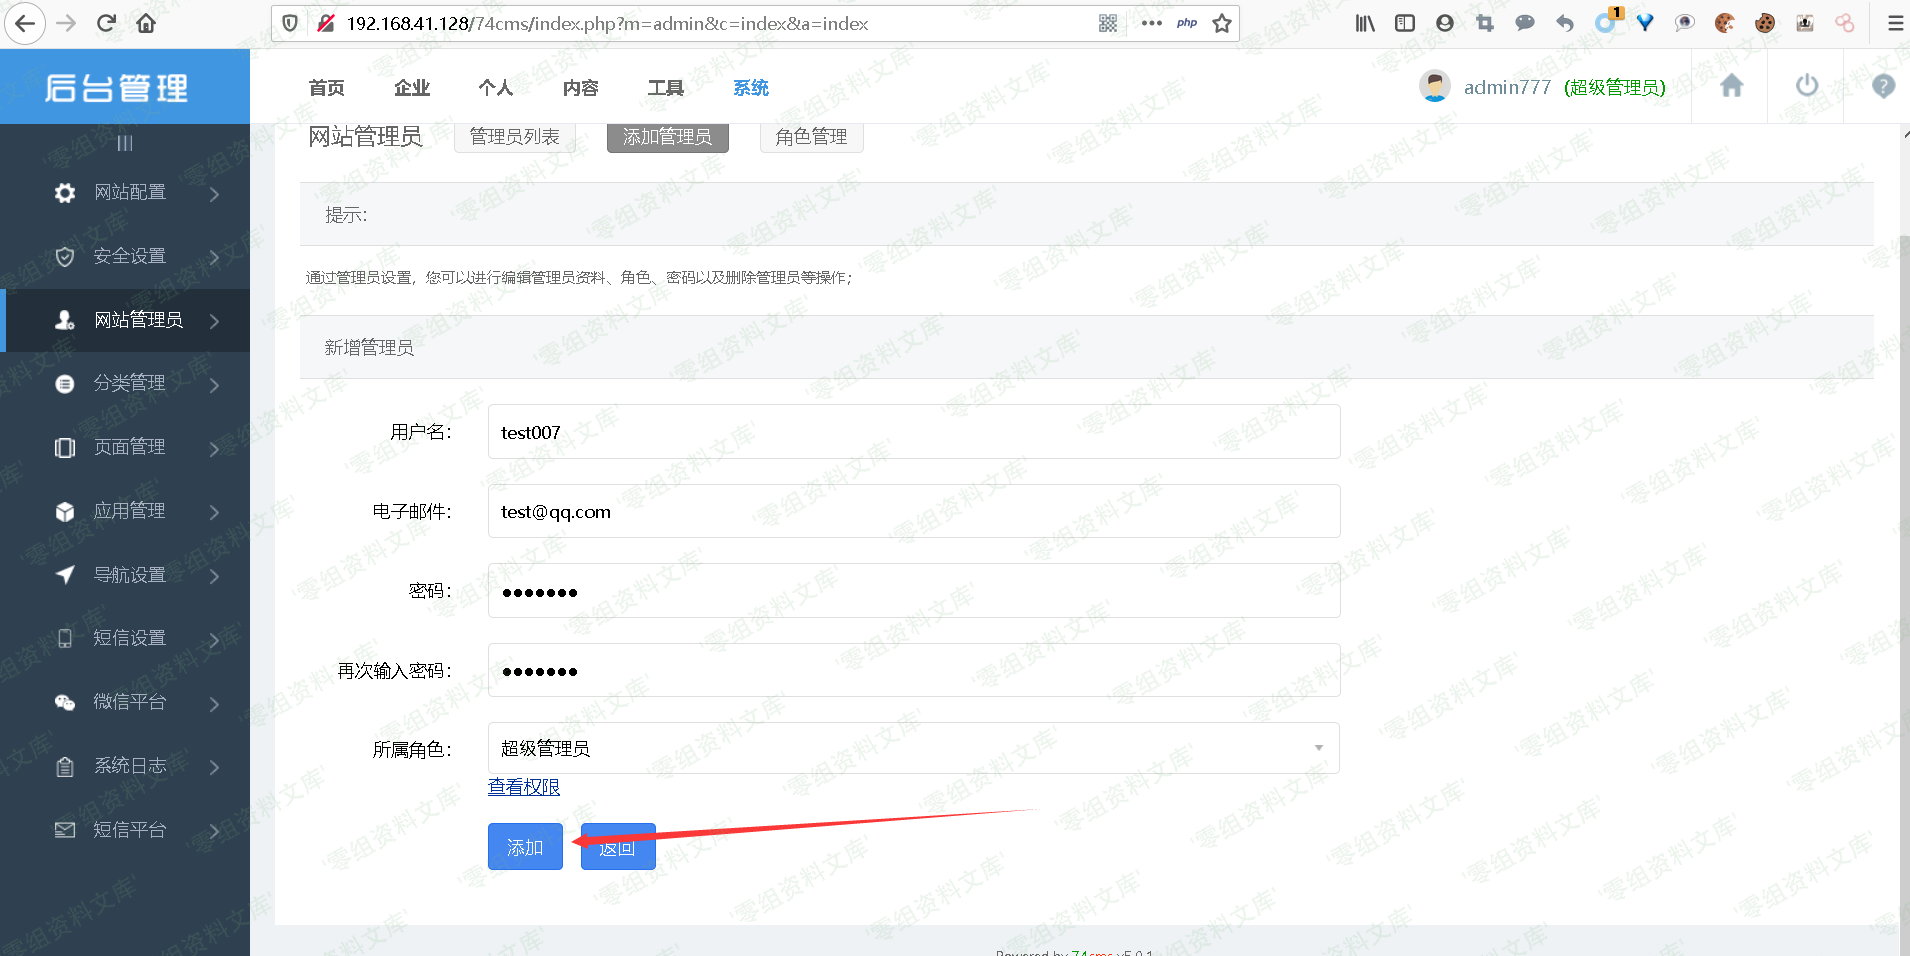 192.168.41.128/74cms/index.php?m=admin&c=index&a=index
php
1
后台管理
首页
企业
个人
内容
工具
系统
admin777 (超级管理员)
网站管理员
管理员列表
添加管理员
角色管理
网站配置
安全设置
网站管理员
分类管理
页面管理
应用管理
导航设置
短信设置
微信平台
系统日志
短信平台
提示：
通过管理员设置，您可以进行编辑管理员资料、角色、密码以及删除管理员等操作；
新增管理员
用户名： test007
电子邮件： test@qq.com
密码： •••••••
再次输入密码： •••••••
所属角色： 超级管理员
查看权限
添加
返回
Powered by 74cms v5.0.1
零组资料文库